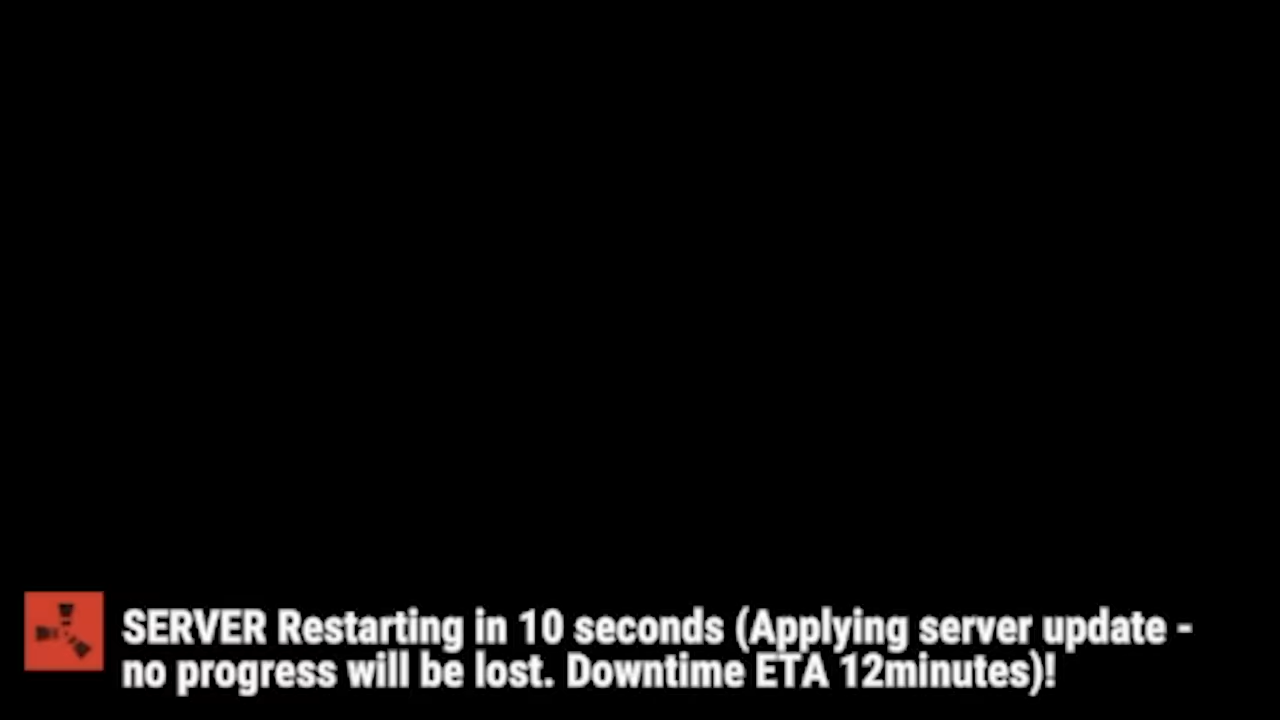 SERVER Restarting in 10 seconds (Applying server update -
no progress will be lost. Downtime ETA 12minutes)!